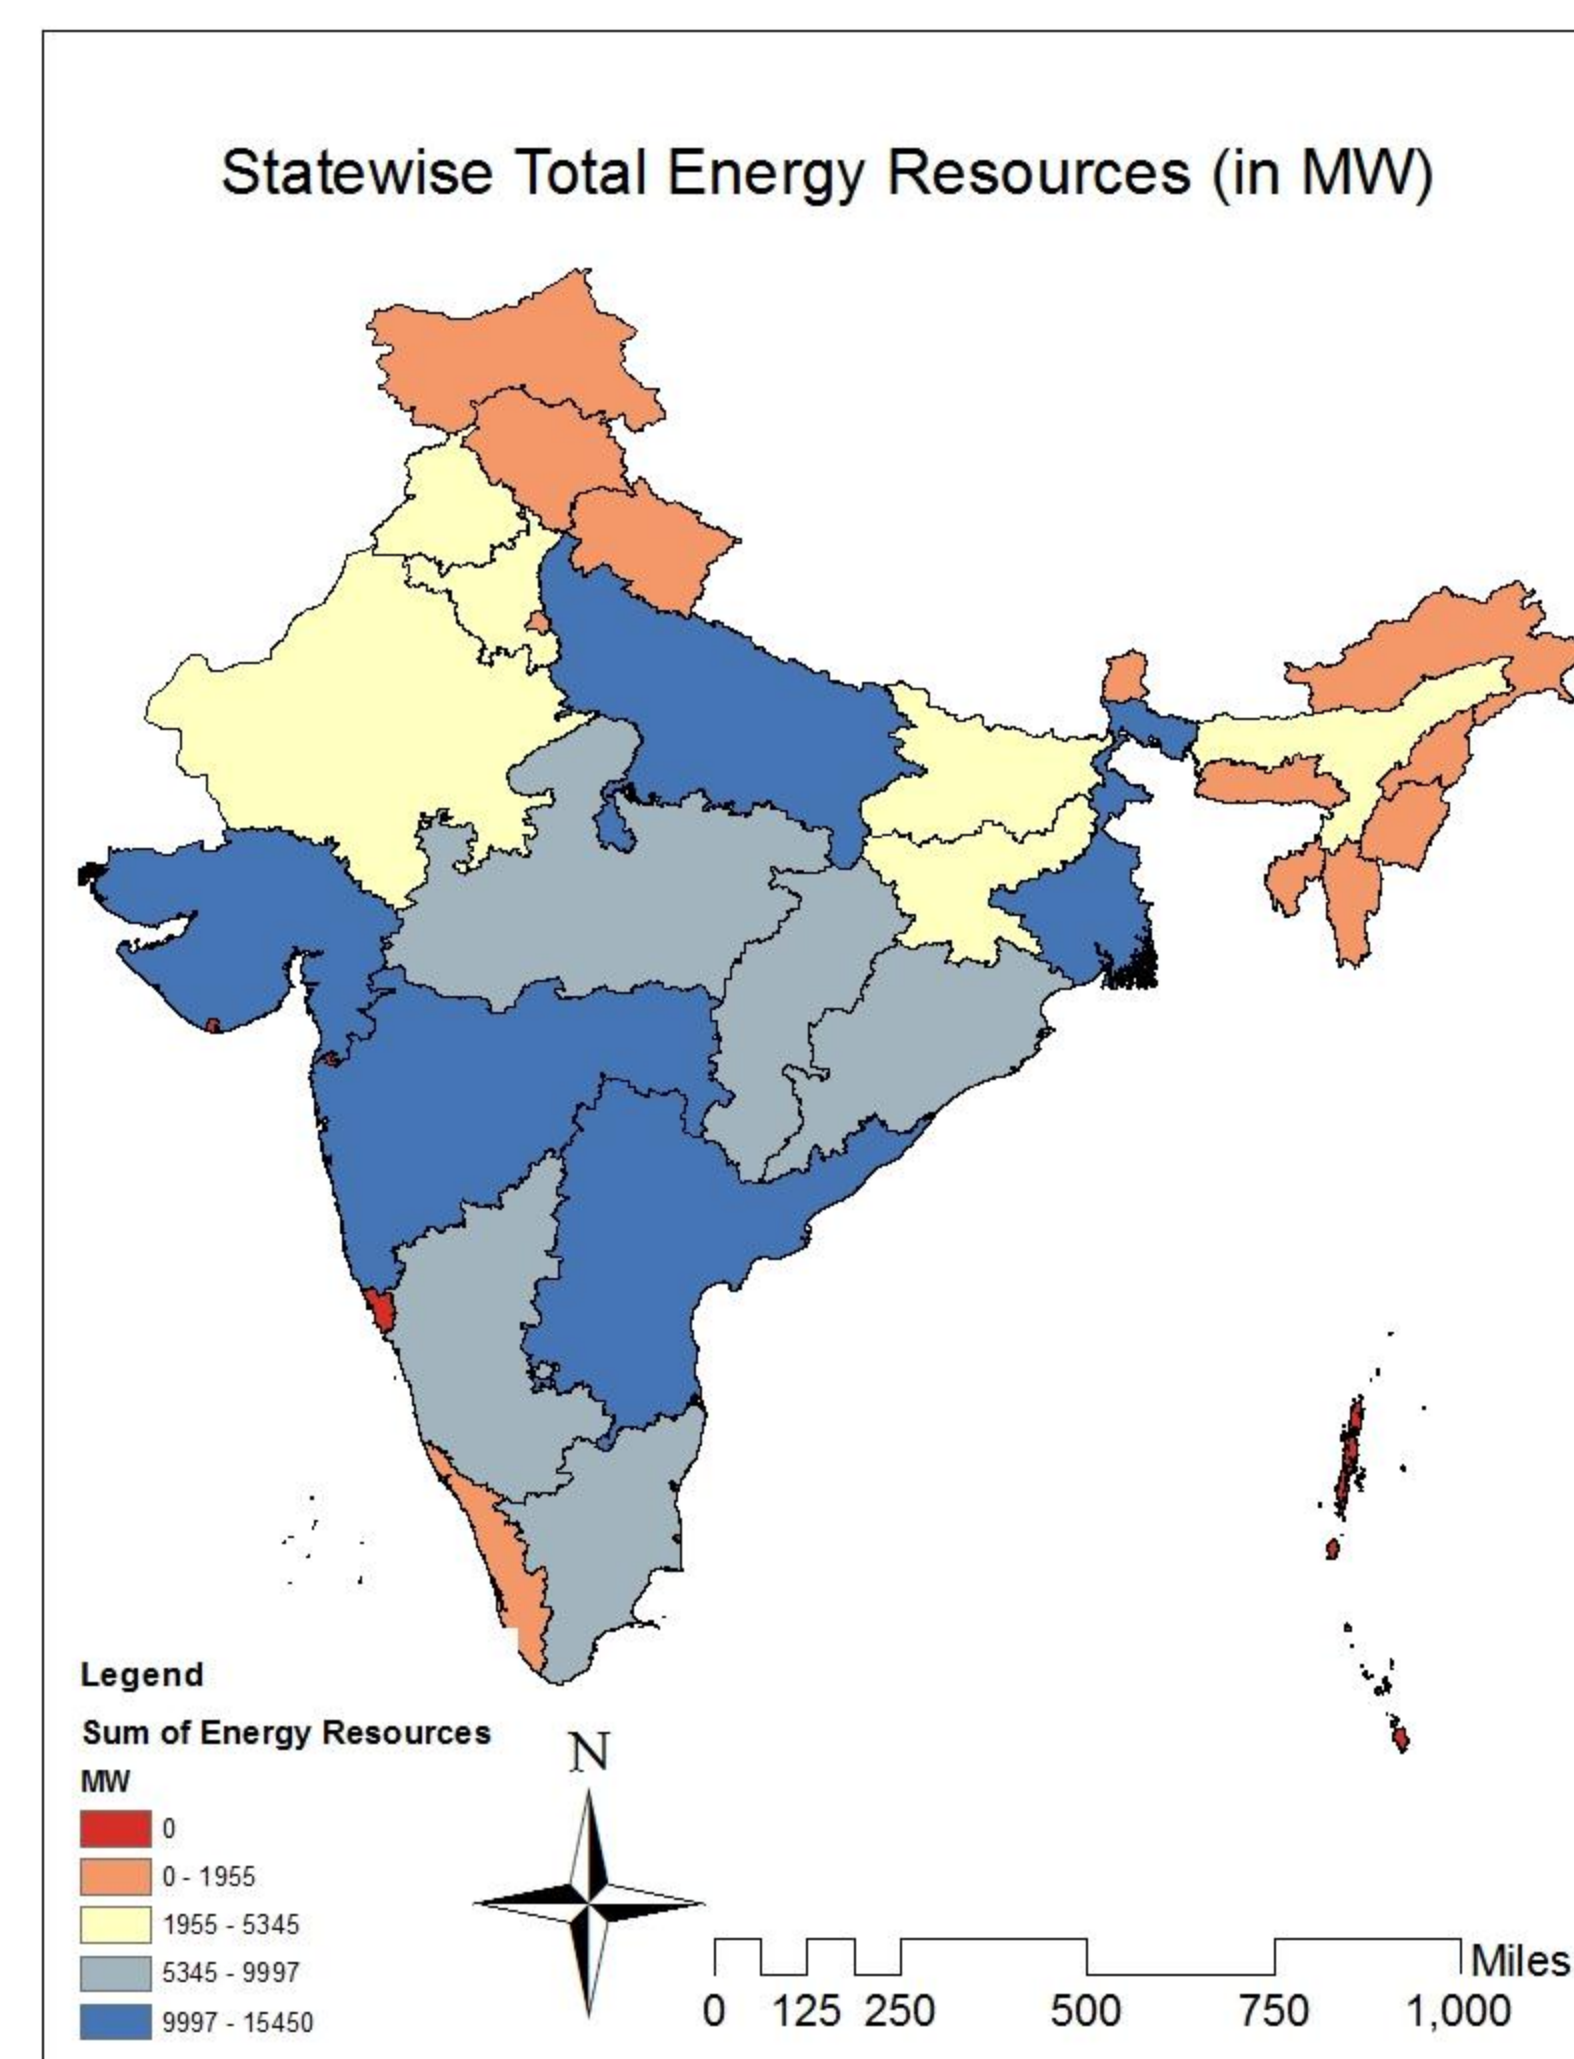 Statewise Total Energy Resources (in MW)
Legend
Sum of Energy Resources
MW
0
0 - 1955
1955 - 5345
5345 - 9997
9997 - 15450
N
Miles
0 125 250 500 750 1,000